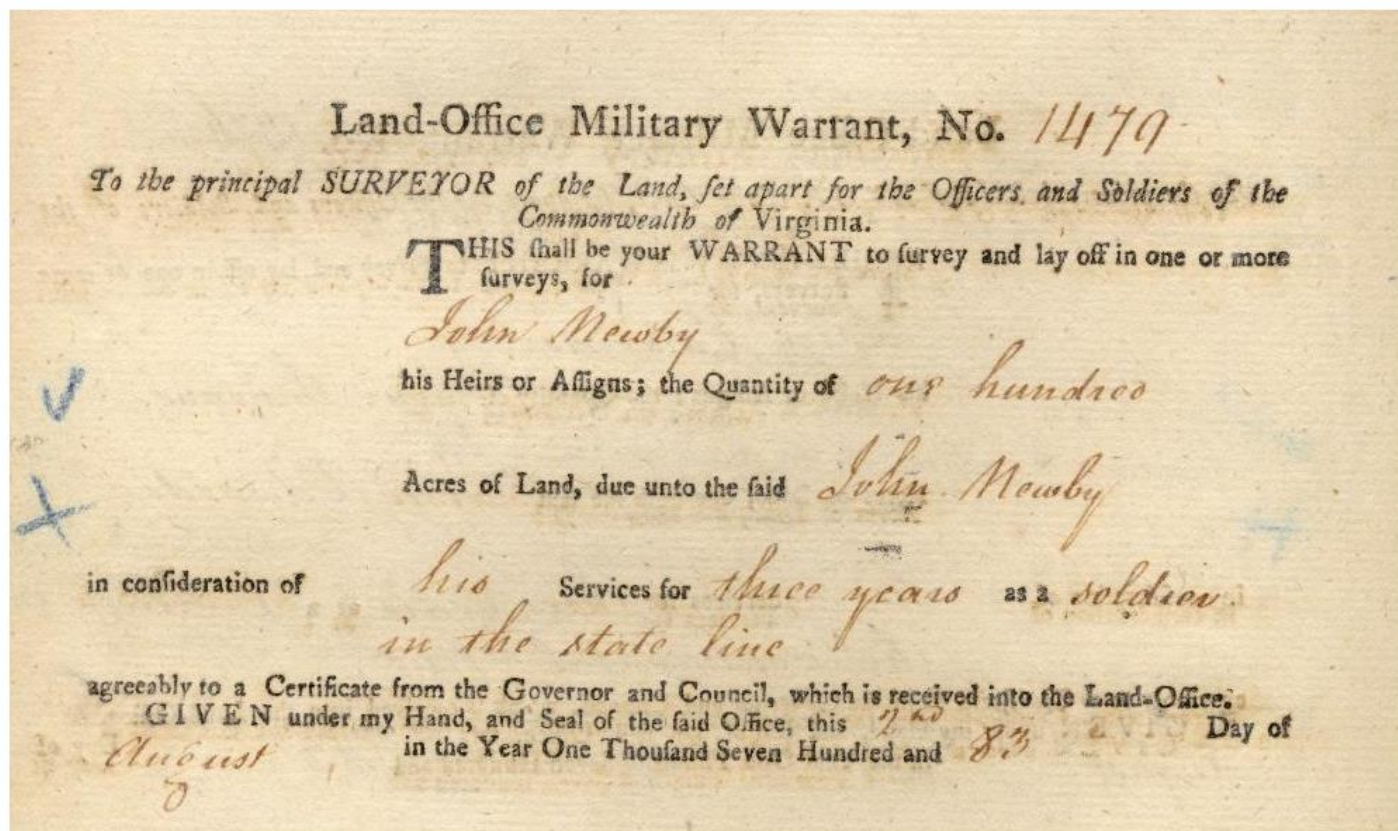 Land-Office Military Warrant, No. 1479
To the principal SURVEYOR of the Land, ſet apart for the Officers and Soldiers of the
Commonwealth of Virginia.
THIS ſhall be your WARRANT to ſurvey and lay off in one or more
ſurveys, for
John Newby
his Heirs or Aſſigns; the Quantity of one hundred
Acres of Land, due unto the ſaid John Newby
in conſideration of his Services for three years as a soldier
in the state line
agreeably to a Certificate from the Governor and Council, which is received into the Land-Office.
GIVEN under my Hand, and Seal of the ſaid Office, this 2nd Day of
August in the Year One Thouſand Seven Hundred and 83